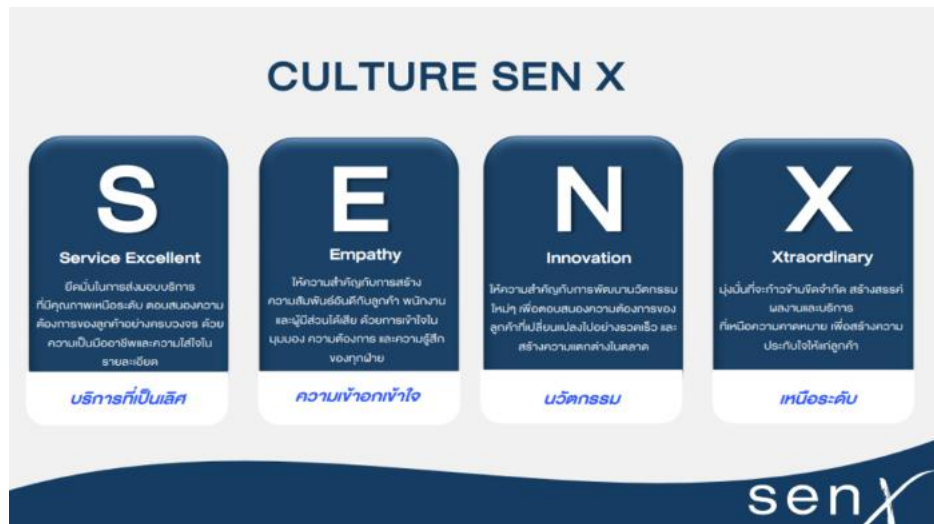 CULTURE SEN X
S
Service Excellent
ยึดมั่นในการส่งมอบบริการ
ที่มีคุณภาพเหนือระดับ ตอบสนองความ
ต้องการของลูกค้าอย่างครบวงจร ด้วย
ความเป็นมืออาชีพและความใส่ใจใน
รายละเอียด
บริการที่เป็นเลิศ
E
Empathy
ให้ความสำคัญกับการสร้าง
ความสัมพันธ์อันดีกับลูกค้า พนักงาน
และผู้มีส่วนได้เสีย ด้วยการเข้าใจใน
มุมมอง ความต้องการ และความรู้สึก
ของทุกฝ่าย
ความเข้าอกเข้าใจ
N
Innovation
ให้ความสำคัญกับการพัฒนานวัตกรรม
ใหม่ๆ เพื่อตอบสนองความต้องการของ
ลูกค้าที่เปลี่ยนแปลงไปอย่างรวดเร็ว และ
สร้างความแตกต่างในตลาด
นวัตกรรม
X
Xtraordinary
มุ่งมั่นที่จะก้าวข้ามขีดจำกัด สร้างสรรค์
ผลงานและบริการ
ที่เหนือความคาดหมาย เพื่อสร้างความ
ประทับใจให้แก่ลูกค้า
เหนือระดับ
senx